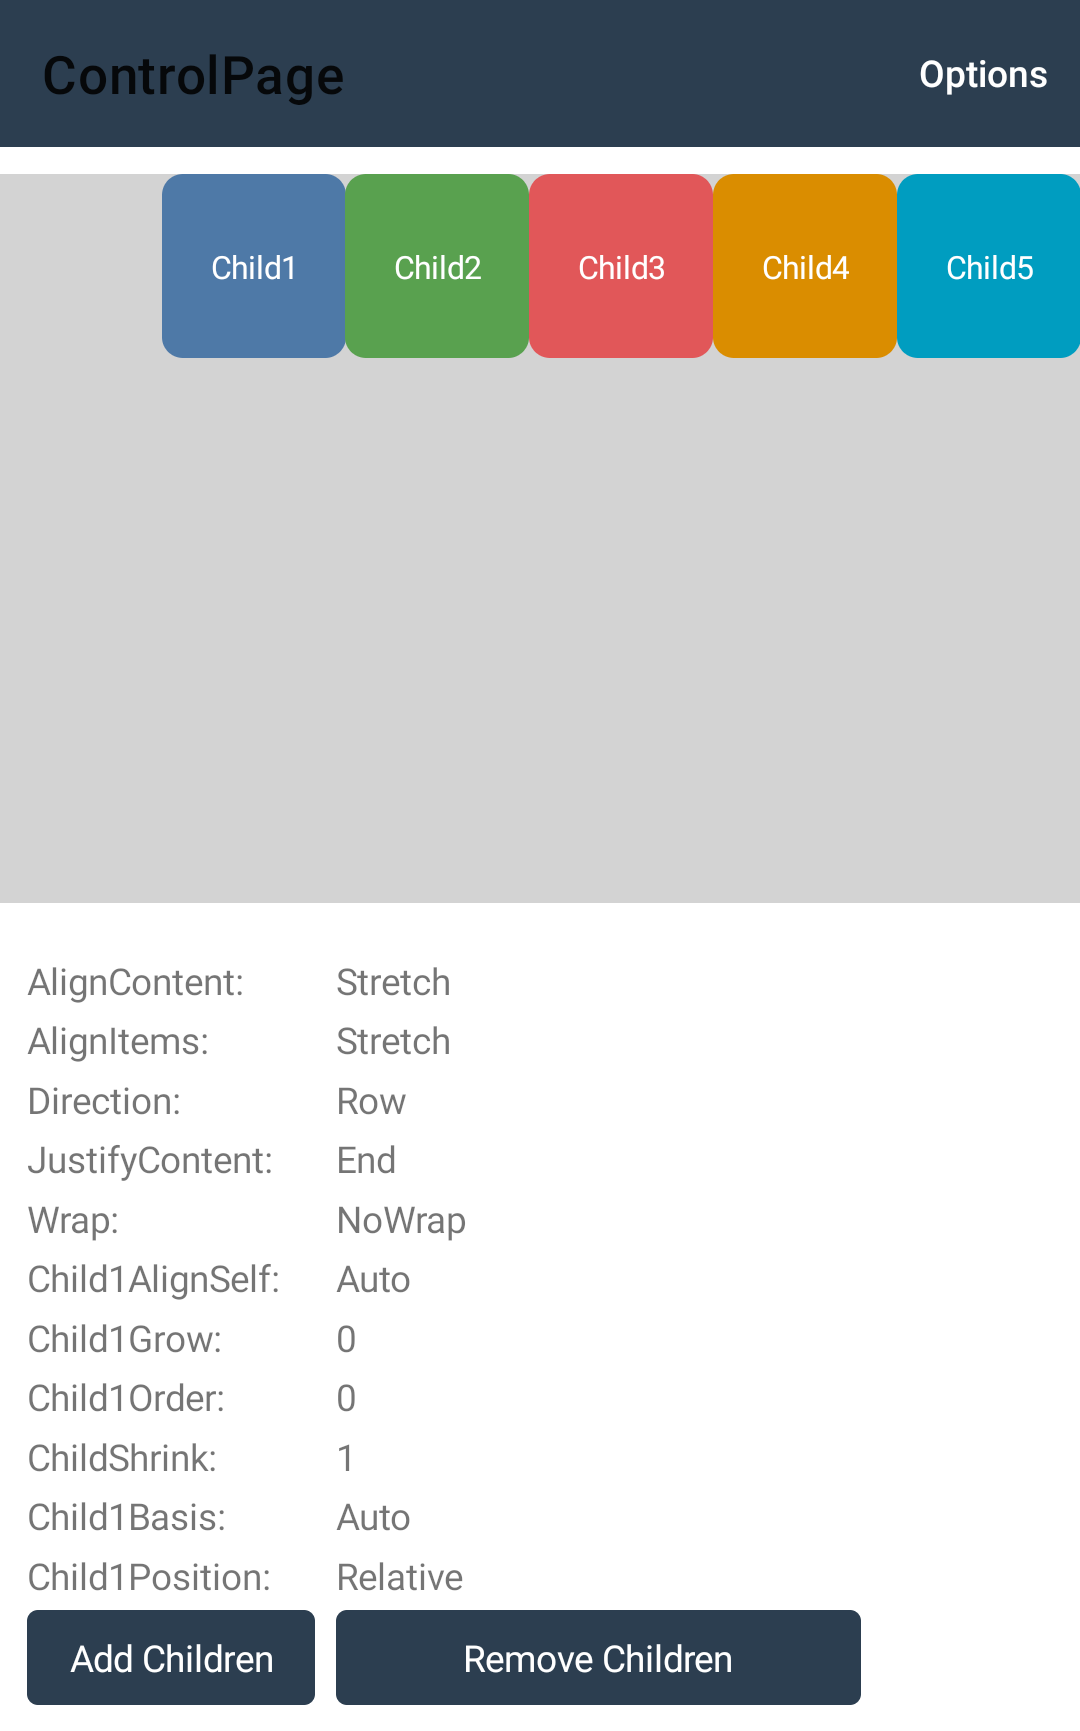 ControlPage Options
Child1 Child2 Child3 Child4 Child5
AlignContent: Stretch
AlignItems: Stretch
Direction: Row
JustifyContent: End
Wrap: NoWrap
Child1AlignSelf: Auto
Child1Grow: 0
Child1Order: 0
ChildShrink: 1
Child1Basis: Auto
Child1Position: Relative
Add Children Remove Children